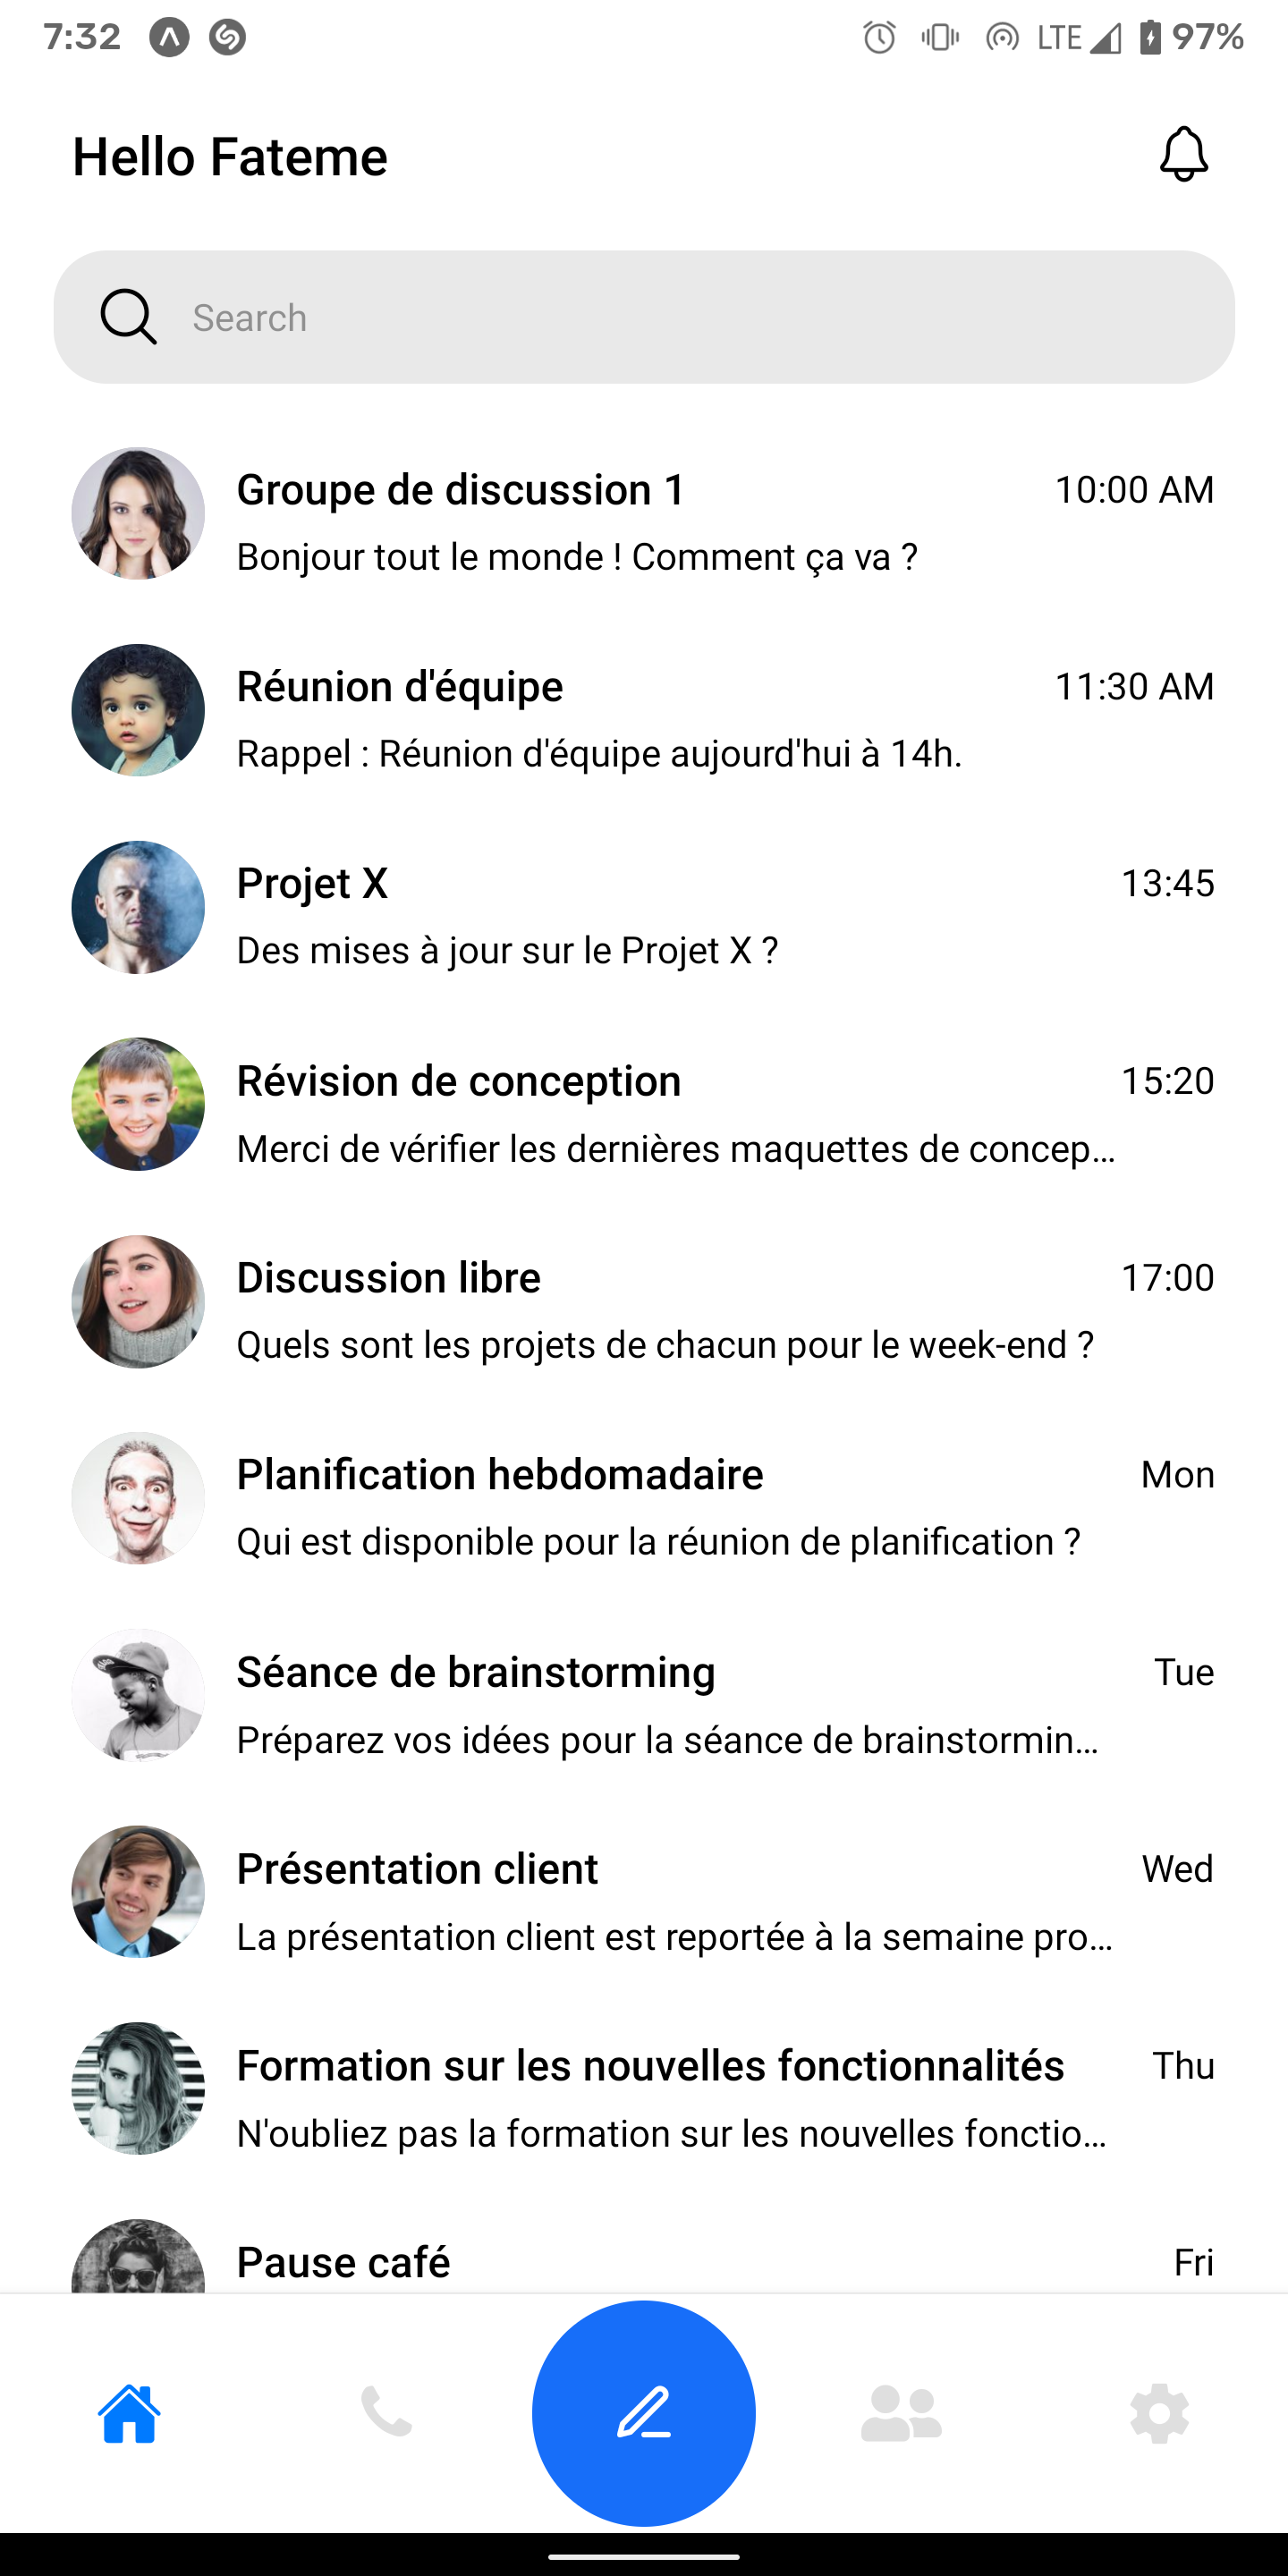 7:32 LTE 97%
Hello Fateme
Search
Groupe de discussion 1 10:00 AM
Bonjour tout le monde ! Comment ça va ?
Réunion d'équipe 11:30 AM
Rappel : Réunion d'équipe aujourd'hui à 14h.
Projet X 13:45
Des mises à jour sur le Projet X ?
Révision de conception 15:20
Merci de vérifier les dernières maquettes de concep...
Discussion libre 17:00
Quels sont les projets de chacun pour le week-end ?
Planification hebdomadaire Mon
Qui est disponible pour la réunion de planification ?
Séance de brainstorming Tue
Préparez vos idées pour la séance de brainstormin...
Présentation client Wed
La présentation client est reportée à la semaine pro...
Formation sur les nouvelles fonctionnalités Thu
N'oubliez pas la formation sur les nouvelles fonctio...
Pause café Fri